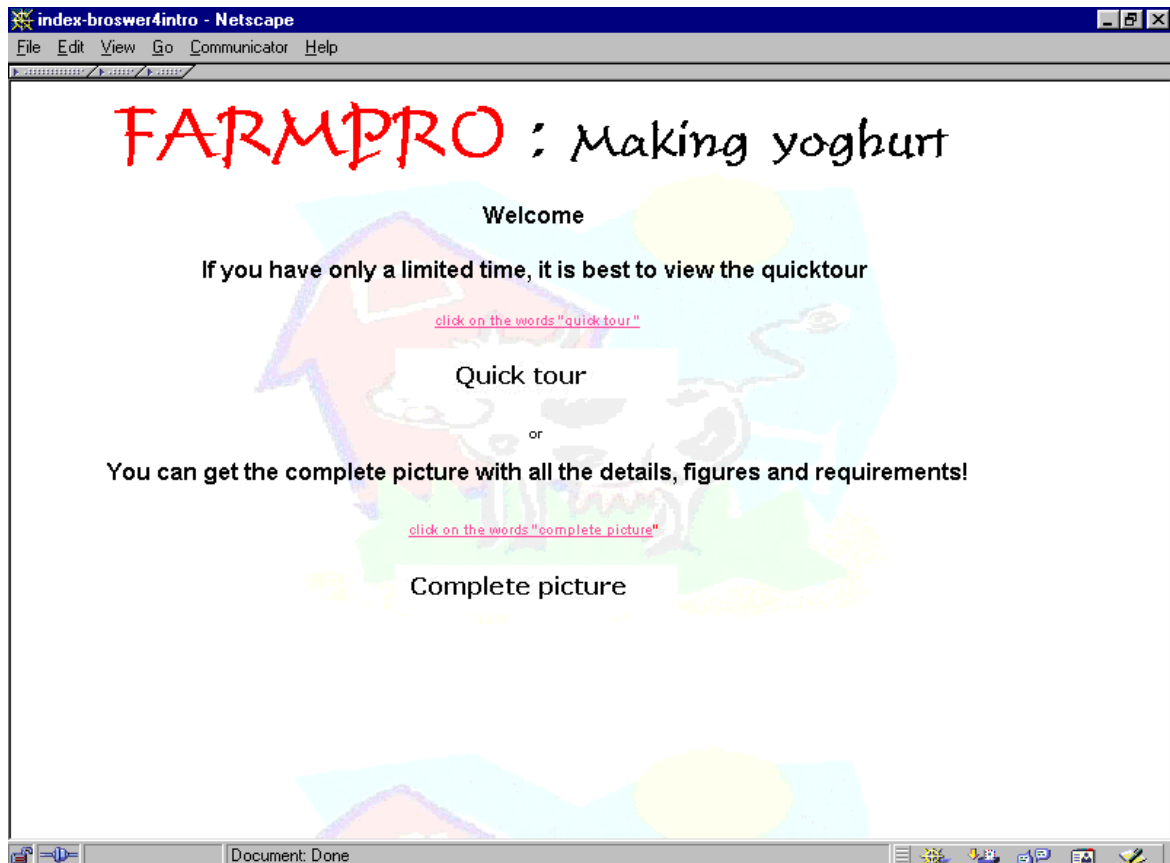 index-broswer4intro - Netscape
File Edit View Go Communicator Help
FARMPRO : Making yoghurt
Welcome
If you have only a limited time, it is best to view the quicktour
click on the words "quick tour "
Quick tour
or
You can get the complete picture with all the details, figures and requirements!
click on the words "complete picture"
Complete picture
Document: Done